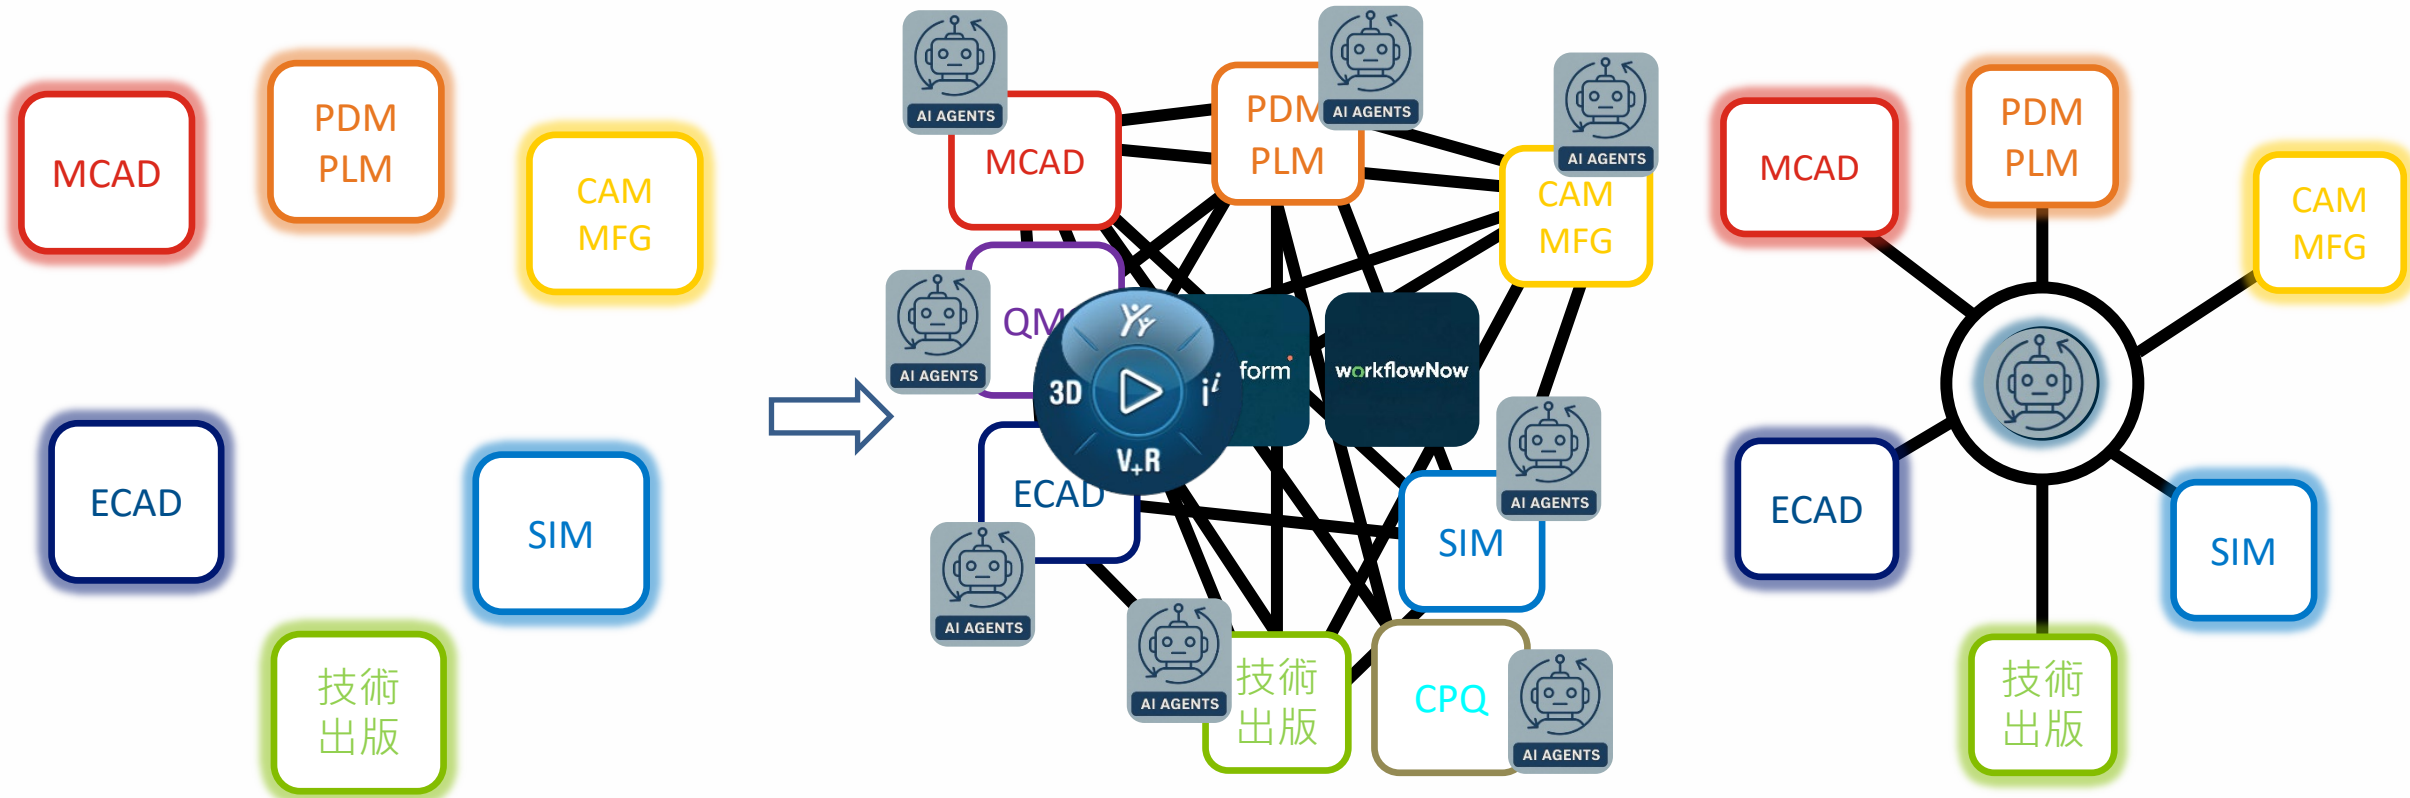 MCAD
PDM
PLM
CAM
MFG
ECAD
SIM
技術
出版
AI AGENTS
AI AGENTS
AI AGENTS
MCAD
PDM
PLM
CAM
MFG
AI AGENTS
QM
3D
i i
V+R
form
workflowNow
ECAD
AI AGENTS
SIM
AI AGENTS
AI AGENTS
技術
出版
CPQ
AI AGENTS
MCAD
PDM
PLM
CAM
MFG
ECAD
SIM
技術
出版